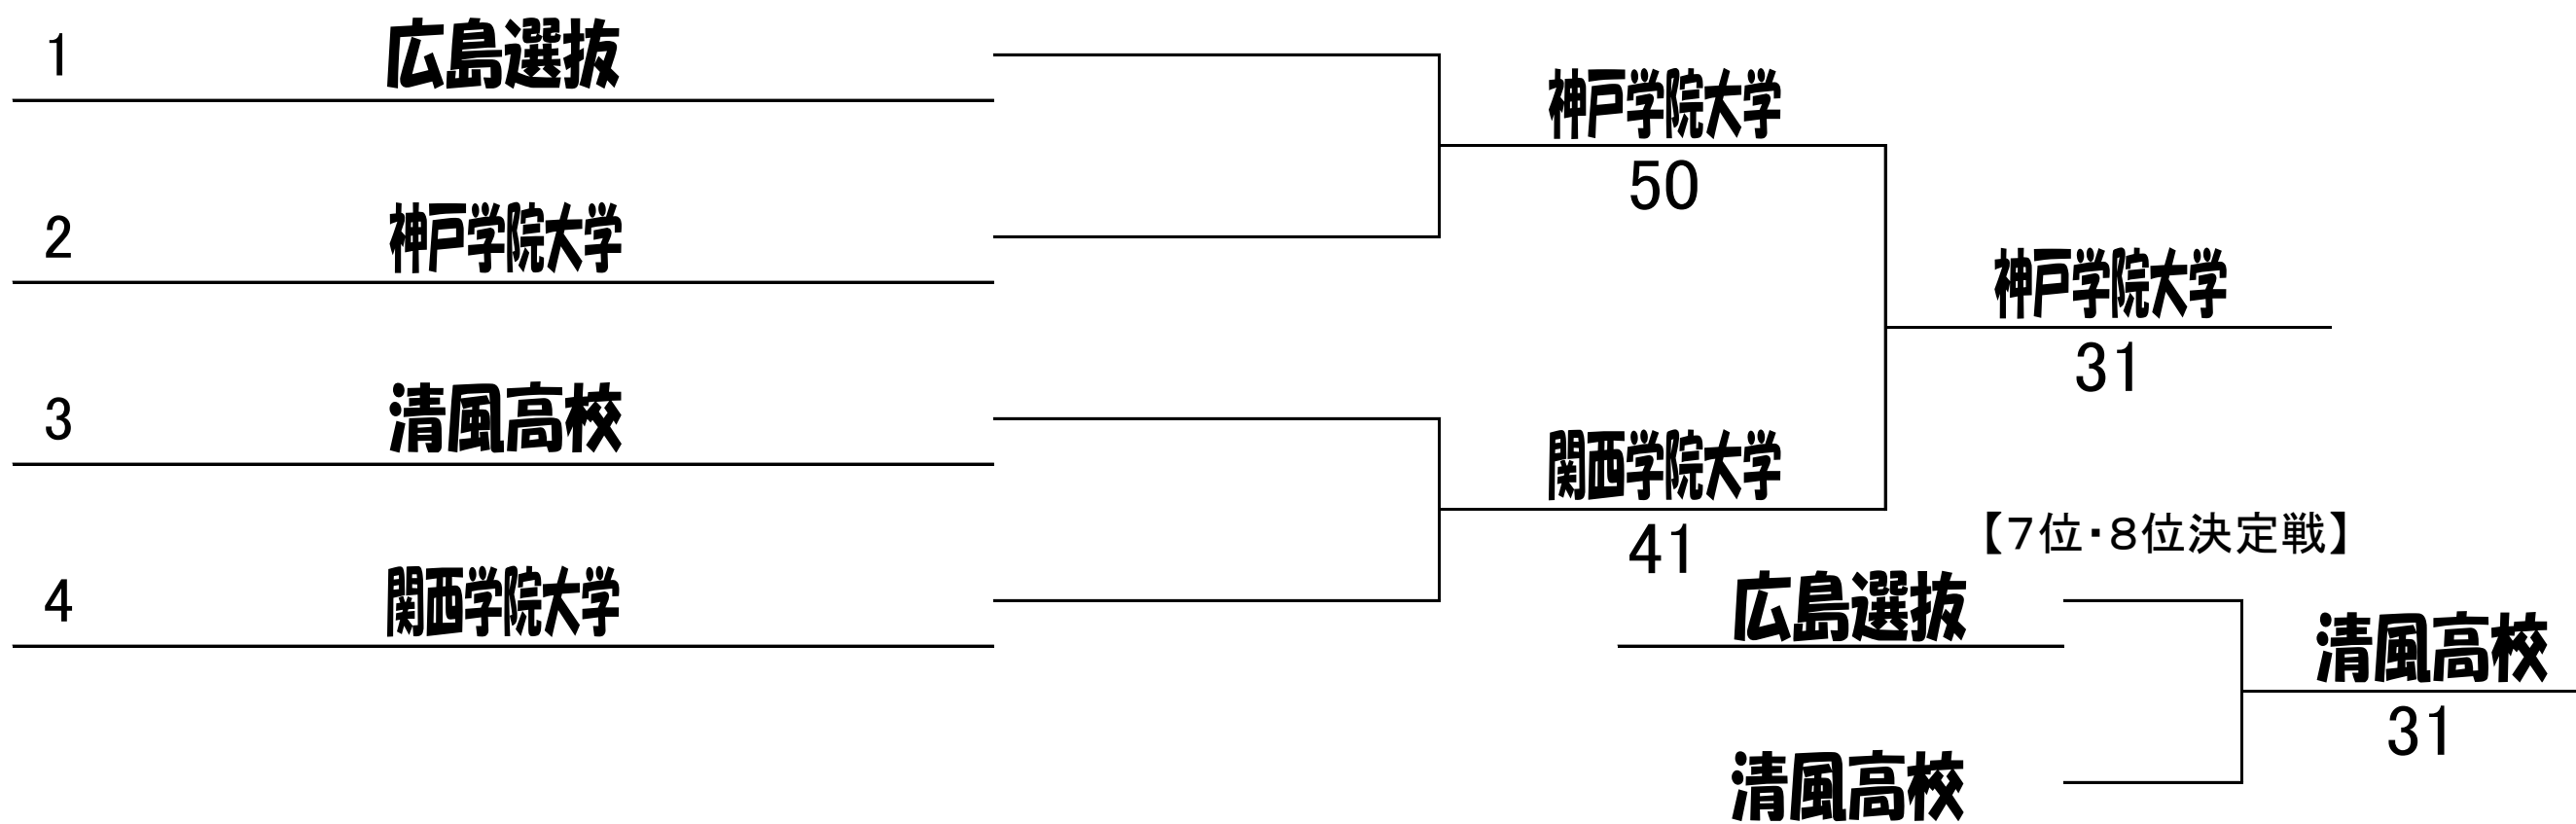 1 広島選抜
神戸学院大学
50
2 神戸学院大学
神戸学院大学
31
3 清風高校
関西学院大学
41
【7位・8位決定戦】
4 関西学院大学
広島選抜
清風高校
31
清風高校